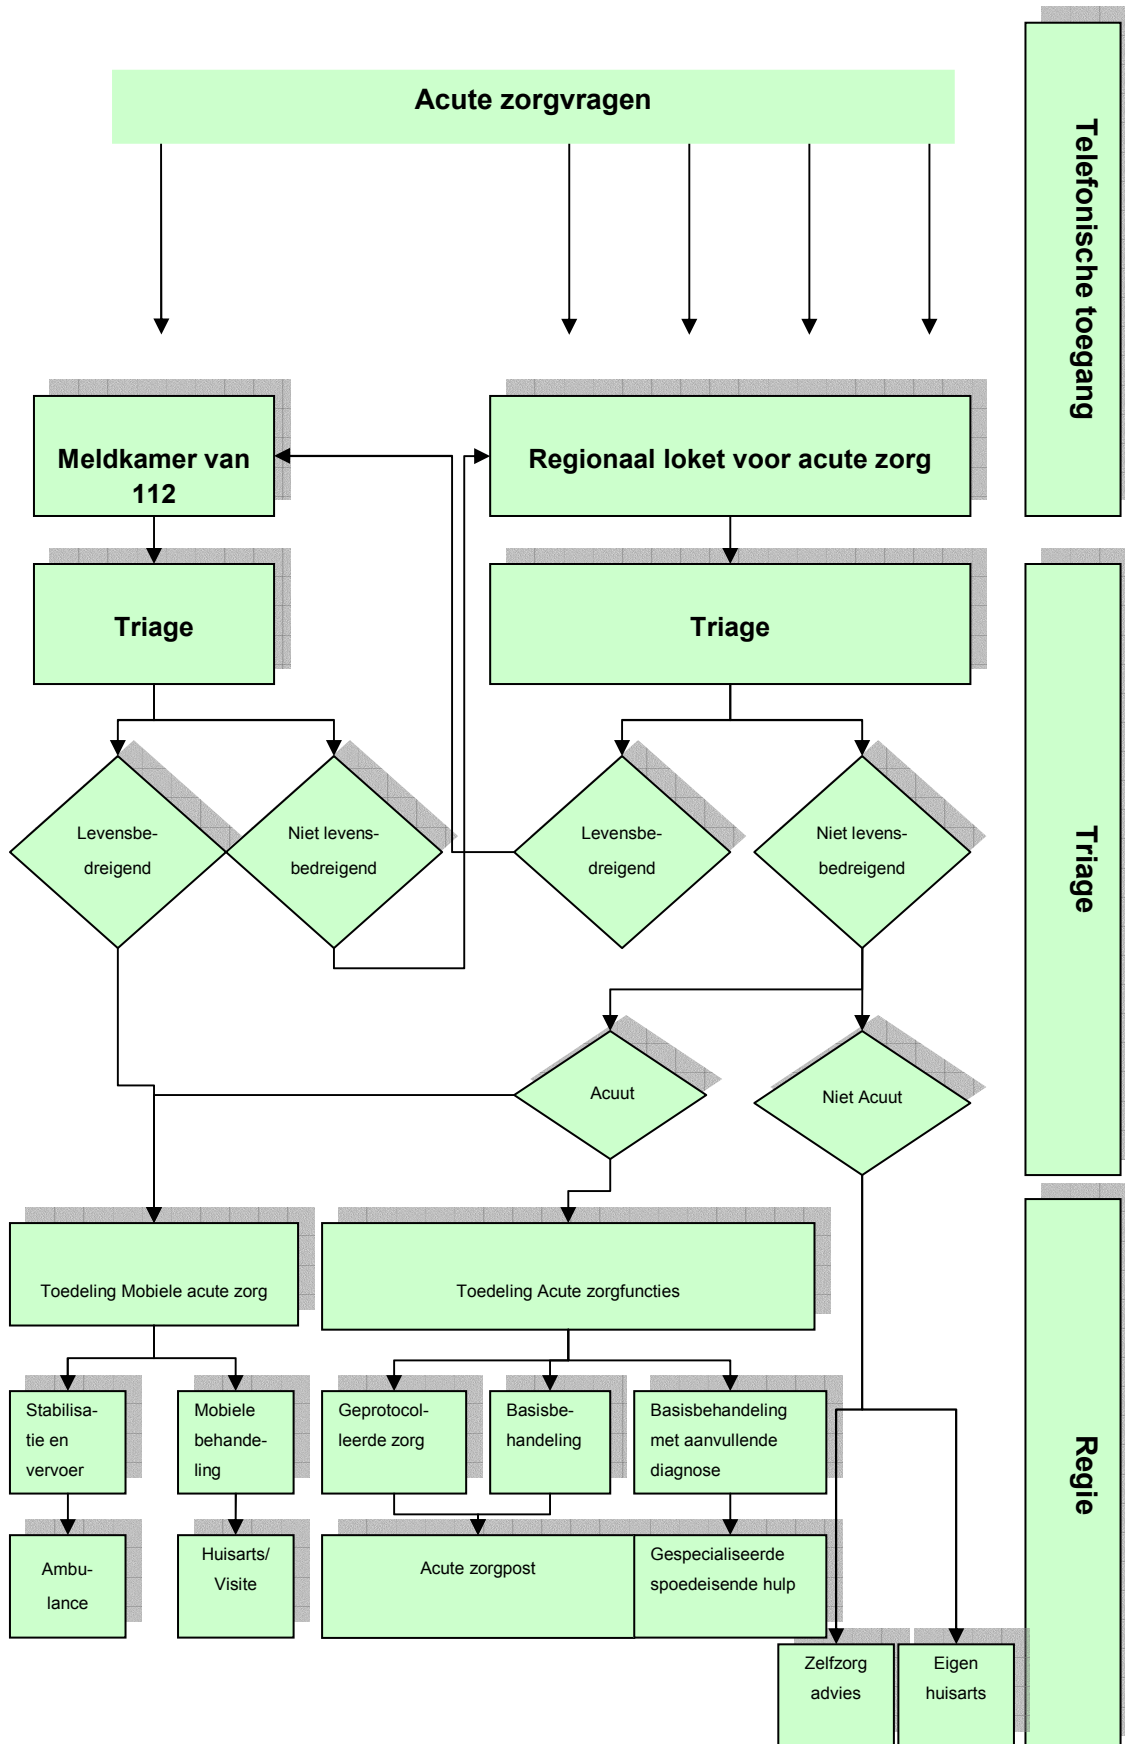 Acute zorgvragen
Telefonische toegang
Meldkamer van
112
Regionaal loket voor acute zorg
Triage
Triage
Triage
Levensbe-
dreigend
Niet levens-
bedreigend
Levensbe-
dreigend
Niet levens-
bedreigend
Acuut
Niet Acuut
Regie
Toedeling Mobiele acute zorg
Toedeling Acute zorgfuncties
Stabilisa-
tie en
vervoer
Mobiele
behande-
ling
Geprotocol-
leerde zorg
Basisbe-
handeling
Basisbehandeling
met aanvullende
diagnose
Ambu-
lance
Huisarts/
Visite
Acute zorgpost
Gespecialiseerde
spoedeisende hulp
Zelfzorg
advies
Eigen
huisarts